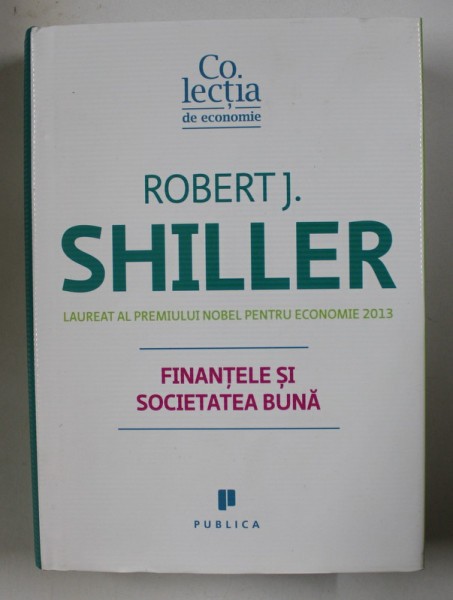 Co.
lecția
de economie
ROBERT J.
SHILLER
LAUREAT AL PREMIULUI NOBEL PENTRU ECONOMIE 2013
FINANȚELE ȘI
SOCIETATEA BUNĂ
PUBLICA